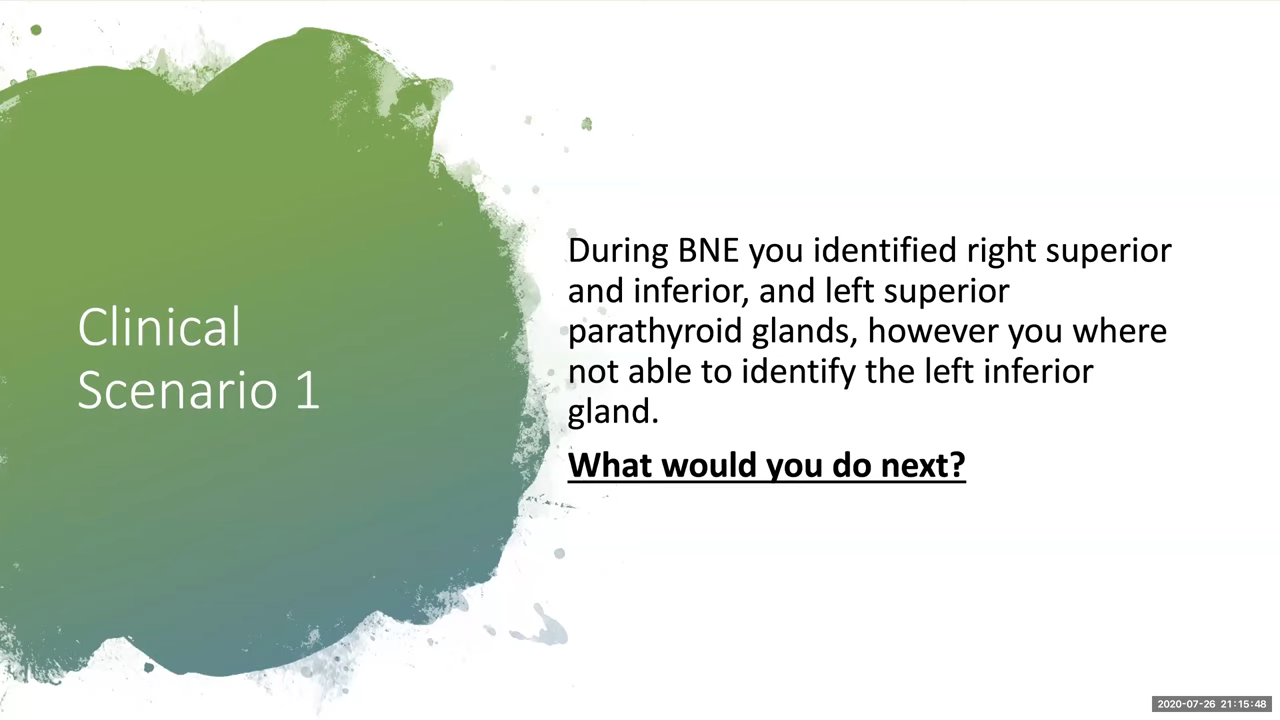 Clinical
Scenario 1
During BNE you identified right superior
and inferior, and left superior
parathyroid glands, however you where
not able to identify the left inferior
gland.
What would you do next?
2020-07-26 21:15:48